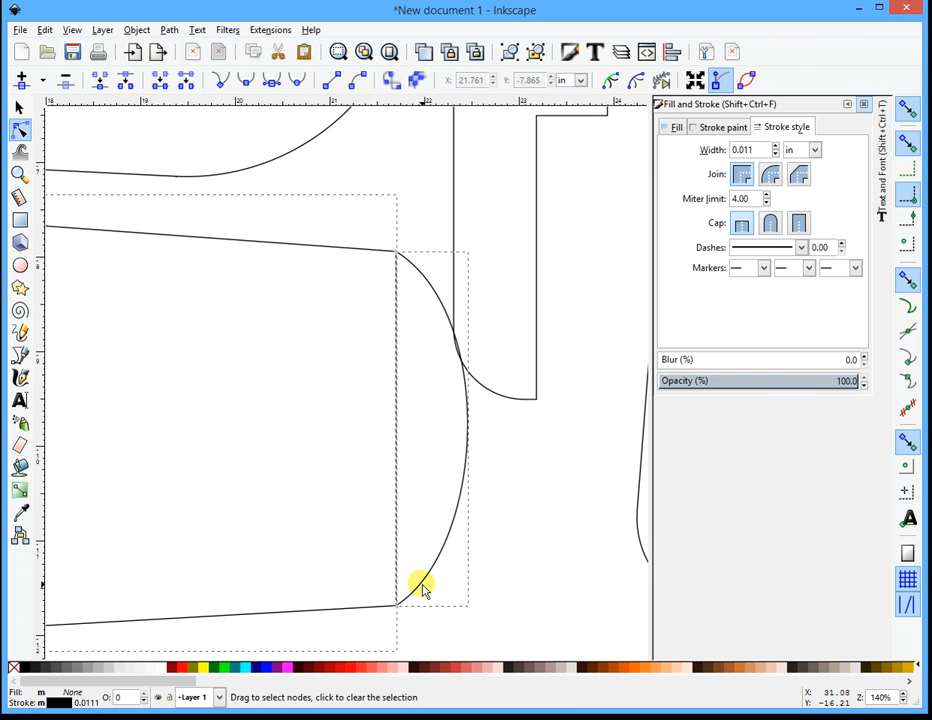 *New document 1 - Inkscape
File Edit View Layer Object Path Text Filters Extensions Help
X: 21.761 Y: -7.865 in
18 19 20 21 22 23 24
Fill and Stroke (Shift+Ctrl+F)
Fill Stroke paint Stroke style
Width: 0.011 in
Join:
Miter limit: 4.00
Cap:
Dashes: 0.00
Markers:
Blur (%) 0.0
Opacity (%) 100.0
Text and Font (Shift+Ctrl+T)
Fill: m None
Stroke: m 0.0111
O: 0
Layer 1
Drag to select nodes, click to clear the selection
X: 31.08
Y: -16.21
Z: 140%